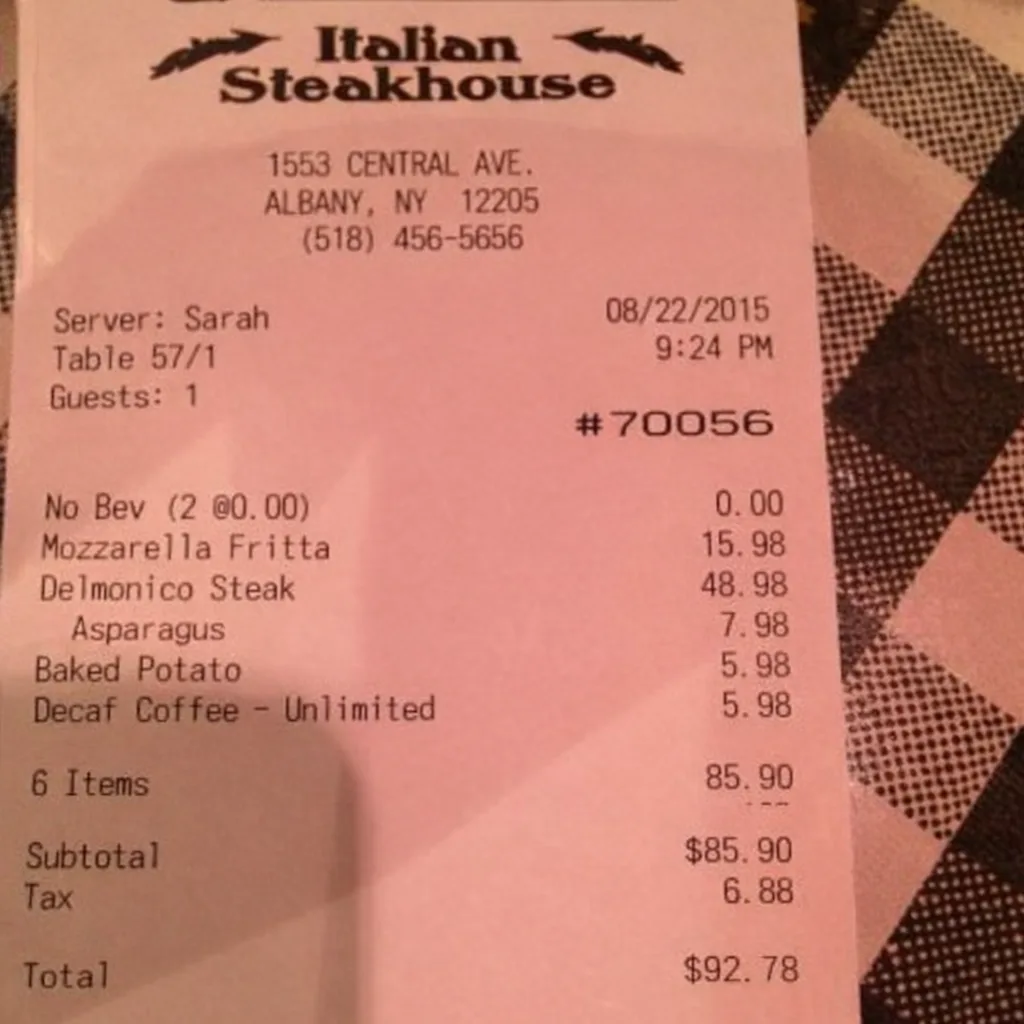 Italian
Steakhouse
1553 CENTRAL AVE.
ALBANY, NY 12205
(518) 456-5656
Server: Sarah 08/22/2015
Table 57/1 9:24 PM
Guests: 1
#70056
No Bev (2 @0.00) 0.00
Mozzarella Fritta 15.98
Delmonico Steak 48.98
Asparagus 7.98
Baked Potato 5.98
Decaf Coffee - Unlimited 5.98
6 Items 85.90
Subtotal $85.90
Tax 6.88
Total $92.78